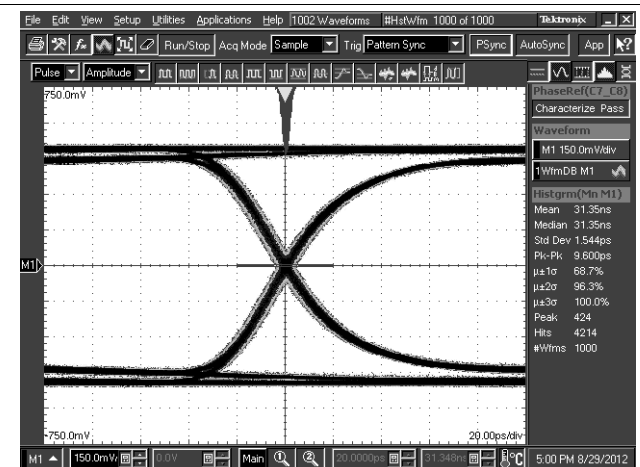 File Edit View Setup Utilities Applications Help 1002 Waveforms #HstWfm 1000 of 1000 Tektronix
Run/Stop Acq Mode Sample Trig Pattern Sync PSync AutoSync App
Pulse Amplitude
750.0mV
PhaseRef(C7_C8)
Characterize Pass
Waveform
M1 150.0mV/div
1WfmDB M1
Histgrm(Mn M1)
Mean 31.35ns
Median 31.35ns
Std Dev 1.544ps
Pk-Pk 9.600ps
µ±1σ 68.7%
µ±2σ 96.3%
µ±3σ 100.0%
Peak 424
Hits 4214
#Wfms 1000
M1
-750.0mV
20.00ps/div
M1 150.0mV/ 0.0V Main 1 2 20.0000ps 31.348ns °C 5:00 PM 8/29/2012